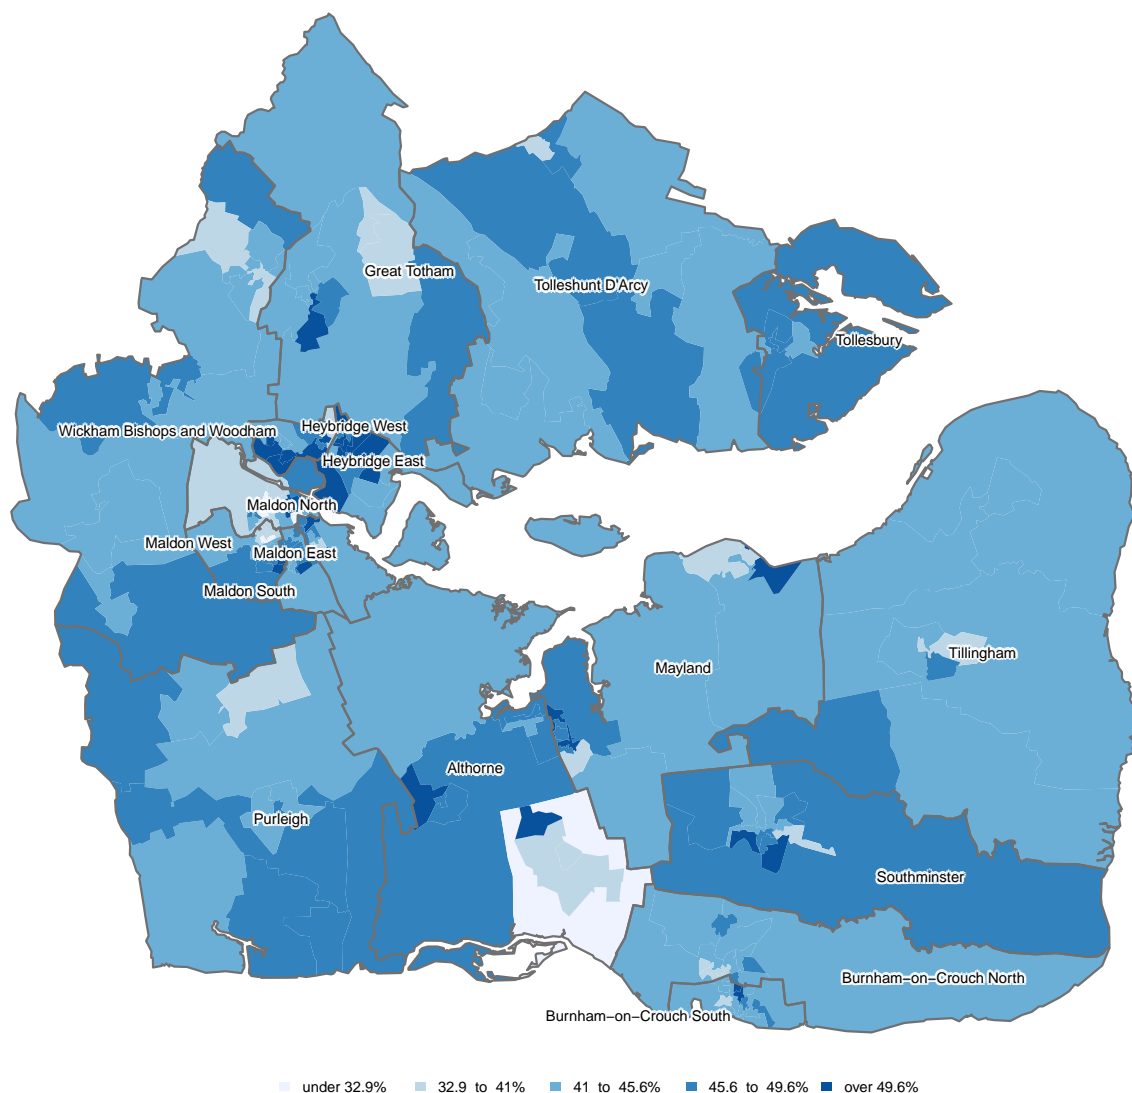 Great Totham
Tolleshunt D'Arcy
Tollesbury
Heybridge West
Wickham Bishops and Woodham
Heybridge East
Maldon North
Maldon West
Maldon East
Maldon South
Tillingham
Mayland
Althorne
Purleigh
Southminster
Burnham−on−Crouch North
Burnham−on−Crouch South
under 32.9% 32.9 to 41% 41 to 45.6% 45.6 to 49.6% over 49.6%